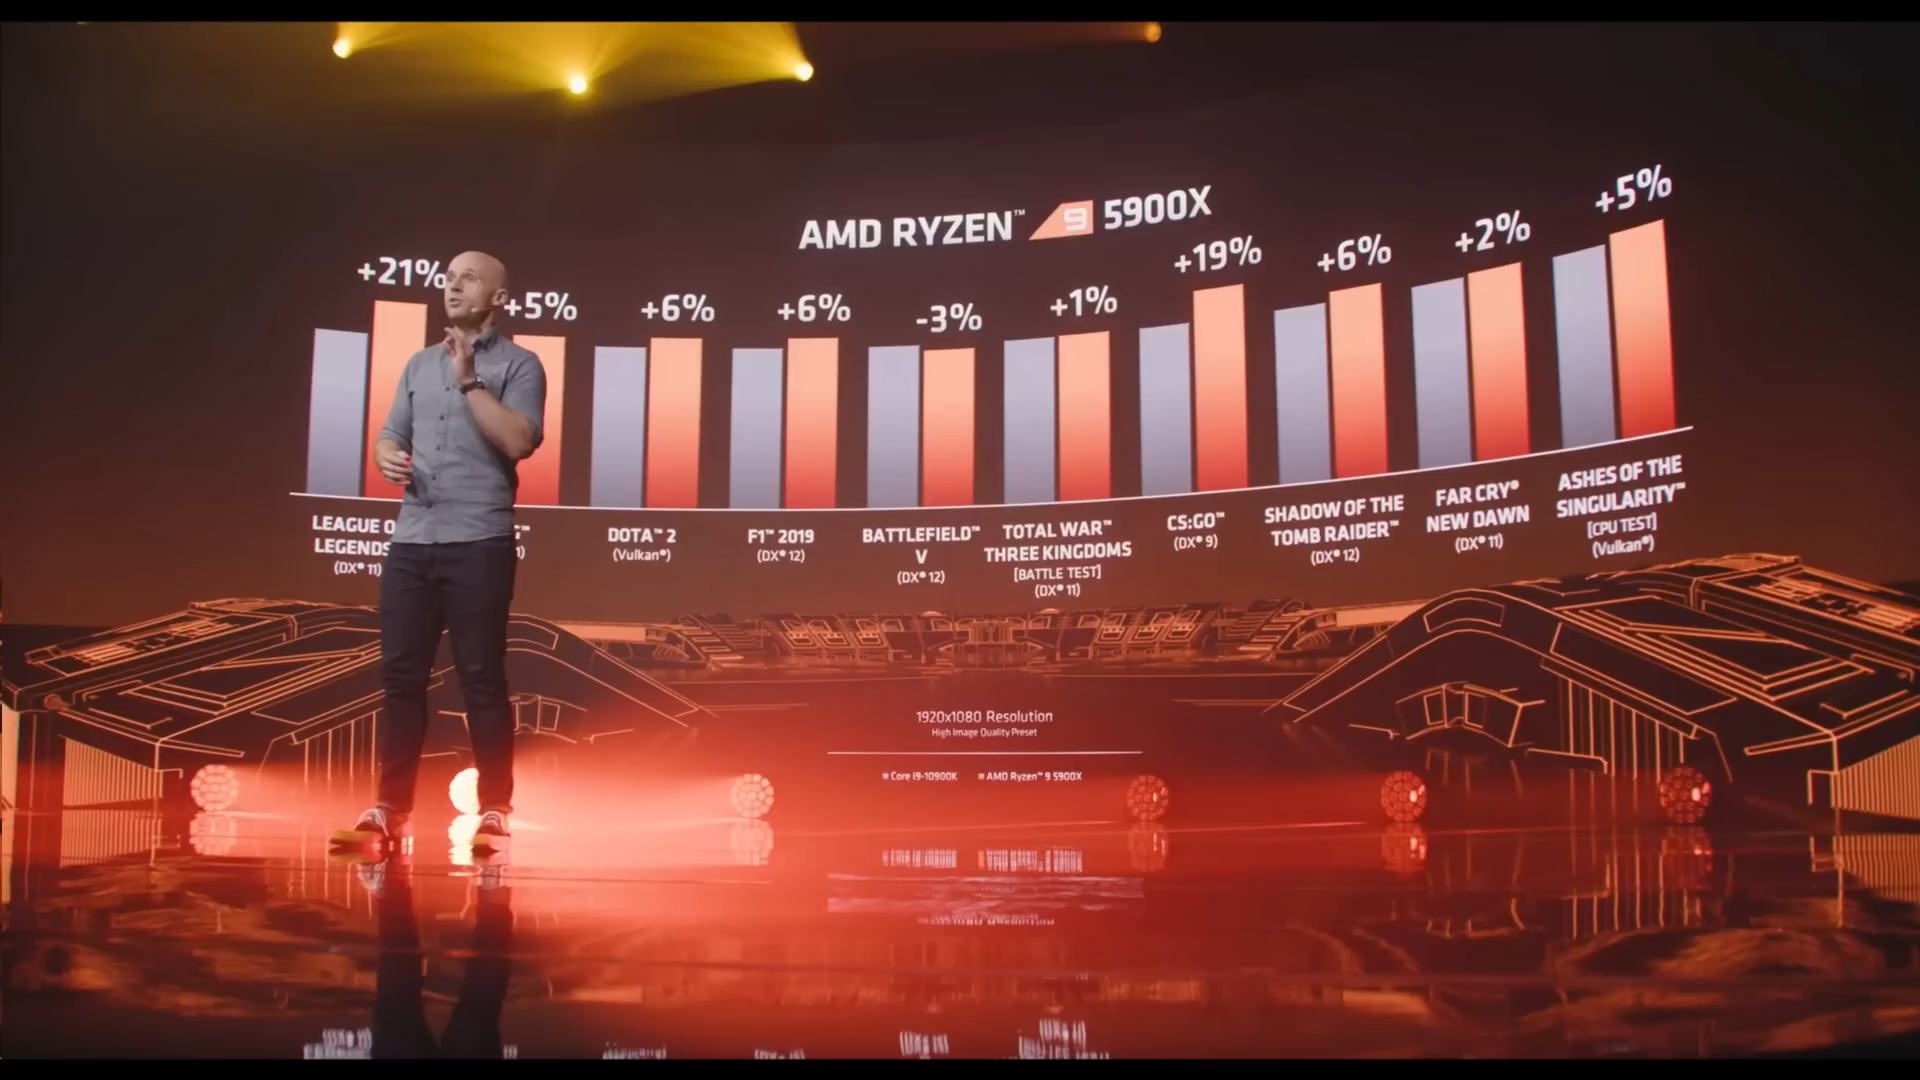 AMD RYZEN™ 9 5900X
+21%
+5%
+6%
+6%
-3%
+1%
+19%
+6%
+2%
+5%
LEAGUE O
LEGENDS
(DX® 11)
DOTA™ 2
(Vulkan®)
F1™ 2019
(DX® 12)
BATTLEFIELD™
V
(DX® 12)
TOTAL WAR™
THREE KINGDOMS
[BATTLE TEST]
(DX® 11)
CS:GO™
(DX® 9)
SHADOW OF THE
TOMB RAIDER™
(DX® 12)
FAR CRY®
NEW DAWN
(DX® 11)
ASHES OF THE
SINGULARITY™
[CPU TEST]
(Vulkan®)
1920x1080 Resolution
High Image Quality Preset
Core i9-10900K
AMD Ryzen™ 9 5900X